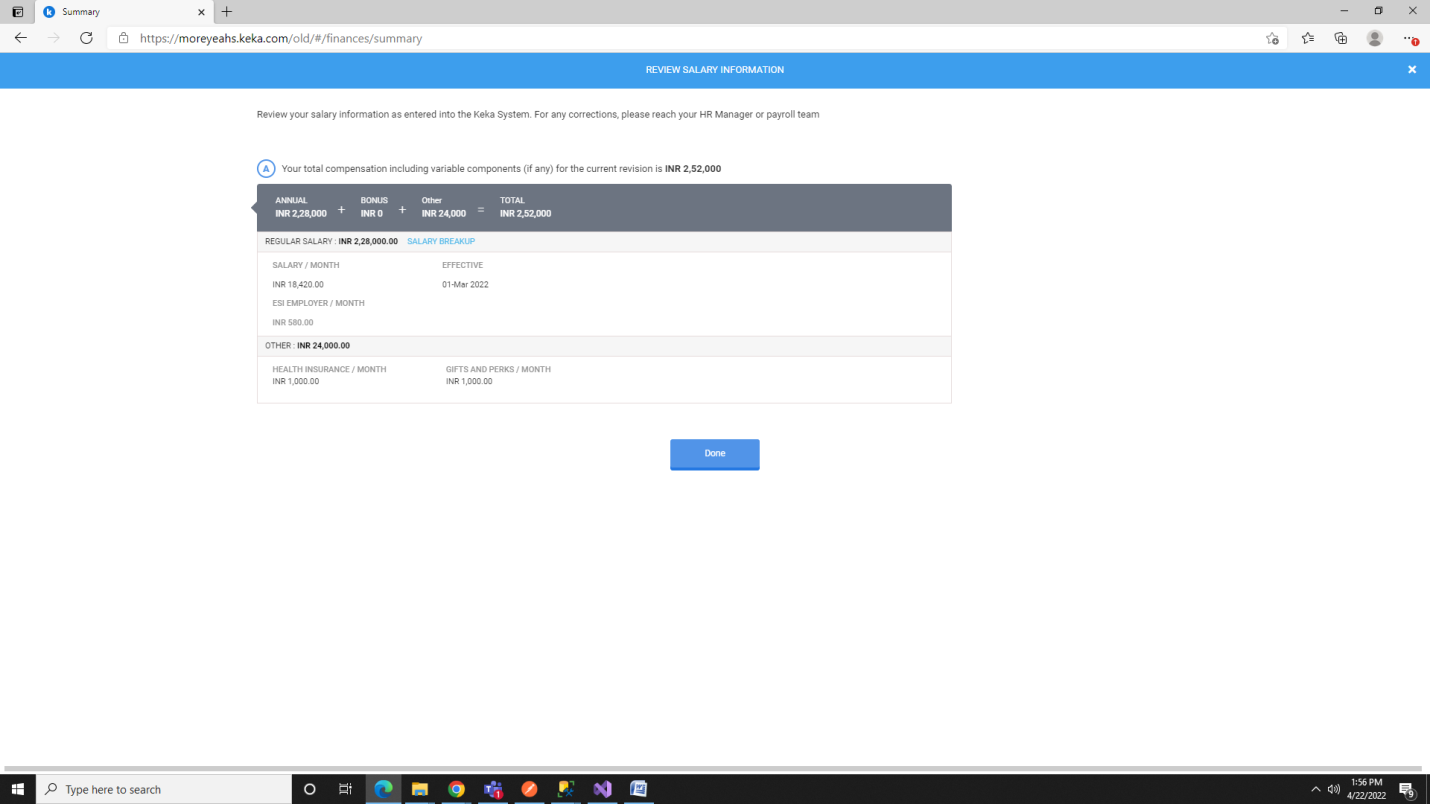 Summary
https://moreyeahs.keka.com/old/#/finances/summary
REVIEW SALARY INFORMATION
Review your salary information as entered into the Keka System. For any corrections, please reach your HR Manager or payroll team
A Your total compensation including variable components (if any) for the current revision is INR 2,52,000
ANNUAL BONUS Other TOTAL
INR 2,28,000 + INR 0 + INR 24,000 = INR 2,52,000
REGULAR SALARY : INR 2,28,000.00 SALARY BREAKUP
SALARY / MONTH EFFECTIVE
INR 18,420.00 01-Mar 2022
ESI EMPLOYER / MONTH
INR 580.00
OTHER : INR 24,000.00
HEALTH INSURANCE / MONTH GIFTS AND PERKS / MONTH
INR 1,000.00 INR 1,000.00
Done
Type here to search
1:56 PM
4/22/2022